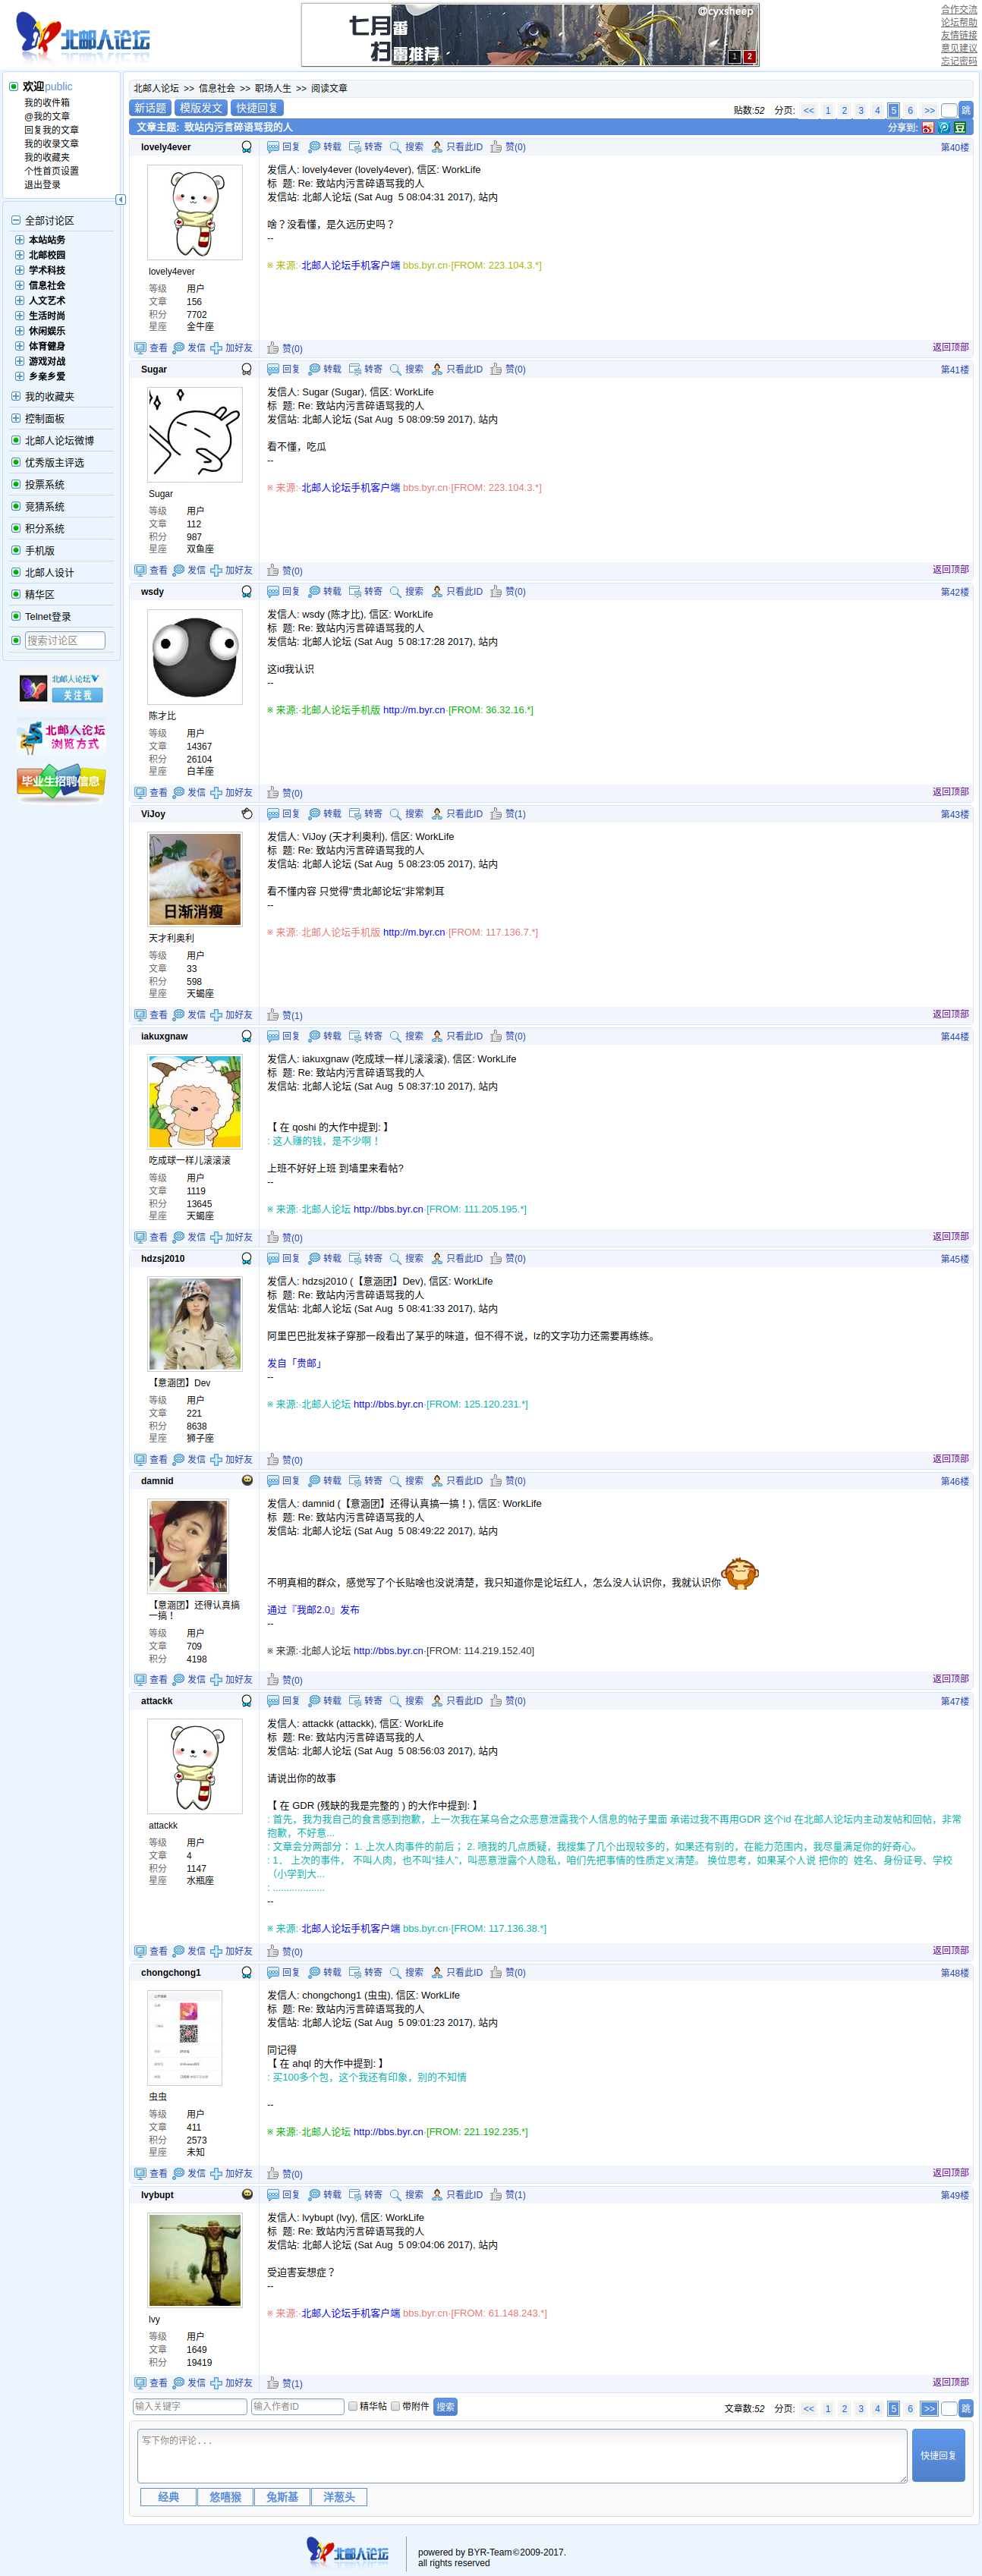 北邮人论坛
七月番
扫雷推荐
@cyxsheep
1 2
合作交流
论坛帮助
友情链接
意见建议
忘记密码
欢迎public
我的收件箱
@我的文章
回复我的文章
我的收录文章
我的收藏夹
个性首页设置
退出登录
全部讨论区
本站站务
北邮校园
学术科技
信息社会
人文艺术
生活时尚
休闲娱乐
体育健身
游戏对战
乡亲乡爱
我的收藏夹
控制面板
北邮人论坛微博
优秀版主评选
投票系统
竞猜系统
积分系统
手机版
北邮人设计
精华区
Telnet登录
搜索讨论区
北邮人论坛
关注我
北邮人论坛
浏览方式
毕业生招聘信息
北邮人论坛 >> 信息社会 >> 职场人生 >> 阅读文章
新话题 模版发文 快捷回复
贴数:52 分页: << 1 2 3 4 5 6 >> 跳
文章主题: 致站内污言碎语骂我的人 分享到: 豆
lovely4ever 回复 转载 转寄 搜索 只看此ID 赞(0) 第40楼
lovely4ever
等级 用户
文章 156
积分 7702
星座 金牛座
发信人: lovely4ever (lovely4ever), 信区: WorkLife
标 题: Re: 致站内污言碎语骂我的人
发信站: 北邮人论坛 (Sat Aug 5 08:04:31 2017), 站内
啥？没看懂，是久远历史吗？
--
※ 来源:·北邮人论坛手机客户端 bbs.byr.cn·[FROM: 223.104.3.*]
查看 发信 加好友 赞(0) 返回顶部
Sugar 回复 转载 转寄 搜索 只看此ID 赞(0) 第41楼
Sugar
等级 用户
文章 112
积分 987
星座 双鱼座
发信人: Sugar (Sugar), 信区: WorkLife
标 题: Re: 致站内污言碎语骂我的人
发信站: 北邮人论坛 (Sat Aug 5 08:09:59 2017), 站内
看不懂，吃瓜
--
※ 来源:·北邮人论坛手机客户端 bbs.byr.cn·[FROM: 223.104.3.*]
查看 发信 加好友 赞(0) 返回顶部
wsdy 回复 转载 转寄 搜索 只看此ID 赞(0) 第42楼
陈才比
等级 用户
文章 14367
积分 26104
星座 白羊座
发信人: wsdy (陈才比), 信区: WorkLife
标 题: Re: 致站内污言碎语骂我的人
发信站: 北邮人论坛 (Sat Aug 5 08:17:28 2017), 站内
这id我认识
--
※ 来源:·北邮人论坛手机版 http://m.byr.cn·[FROM: 36.32.16.*]
查看 发信 加好友 赞(0) 返回顶部
ViJoy 回复 转载 转寄 搜索 只看此ID 赞(1) 第43楼
日渐消瘦
天才利奥利
等级 用户
文章 33
积分 598
星座 天蝎座
发信人: ViJoy (天才利奥利), 信区: WorkLife
标 题: Re: 致站内污言碎语骂我的人
发信站: 北邮人论坛 (Sat Aug 5 08:23:05 2017), 站内
看不懂内容 只觉得"贵北邮论坛"非常刺耳
--
※ 来源:·北邮人论坛手机版 http://m.byr.cn·[FROM: 117.136.7.*]
查看 发信 加好友 赞(1) 返回顶部
iakuxgnaw 回复 转载 转寄 搜索 只看此ID 赞(0) 第44楼
吃成球一样儿滚滚滚
等级 用户
文章 1119
积分 13645
星座 天蝎座
发信人: iakuxgnaw (吃成球一样儿滚滚滚), 信区: WorkLife
标 题: Re: 致站内污言碎语骂我的人
发信站: 北邮人论坛 (Sat Aug 5 08:37:10 2017), 站内
【 在 qoshi 的大作中提到: 】
: 这人赚的钱，是不少啊！
上班不好好上班 到墙里来看帖?
--
※ 来源:·北邮人论坛 http://bbs.byr.cn·[FROM: 111.205.195.*]
查看 发信 加好友 赞(0) 返回顶部
hdzsj2010 回复 转载 转寄 搜索 只看此ID 赞(0) 第45楼
【意涵团】Dev
等级 用户
文章 221
积分 8638
星座 狮子座
发信人: hdzsj2010 (【意涵团】Dev), 信区: WorkLife
标 题: Re: 致站内污言碎语骂我的人
发信站: 北邮人论坛 (Sat Aug 5 08:41:33 2017), 站内
阿里巴巴批发袜子穿那一段看出了某乎的味道，但不得不说，lz的文字功力还需要再练练。
发自「贵邮」
--
※ 来源:·北邮人论坛 http://bbs.byr.cn·[FROM: 125.120.231.*]
查看 发信 加好友 赞(0) 返回顶部
damnid 回复 转载 转寄 搜索 只看此ID 赞(0) 第46楼
【意涵团】还得认真搞
一搞！
等级 用户
文章 709
积分 4198
发信人: damnid (【意涵团】还得认真搞一搞！), 信区: WorkLife
标 题: Re: 致站内污言碎语骂我的人
发信站: 北邮人论坛 (Sat Aug 5 08:49:22 2017), 站内
不明真相的群众，感觉写了个长贴啥也没说清楚，我只知道你是论坛红人，怎么没人认识你，我就认识你
通过『我邮2.0』发布
--
※ 来源:·北邮人论坛 http://bbs.byr.cn·[FROM: 114.219.152.40]
查看 发信 加好友 赞(0) 返回顶部
attackk 回复 转载 转寄 搜索 只看此ID 赞(0) 第47楼
attackk
等级 用户
文章 4
积分 1147
星座 水瓶座
发信人: attackk (attackk), 信区: WorkLife
标 题: Re: 致站内污言碎语骂我的人
发信站: 北邮人论坛 (Sat Aug 5 08:56:03 2017), 站内
请说出你的故事
【 在 GDR (残缺的我是完整的 ) 的大作中提到: 】
: 首先，我为我自己的食言感到抱歉，上一次我在某乌合之众恶意泄露我个人信息的帖子里面 承诺过我不再用GDR 这个id 在北邮人论坛内主动发帖和回帖，非常
抱歉，不好意...
: 文章会分两部分： 1. 上次人肉事件的前后； 2. 喷我的几点质疑，我搜集了几个出现较多的，如果还有别的，在能力范围内，我尽量满足你的好奇心。
: 1． 上次的事件， 不叫人肉，也不叫“挂人”，叫恶意泄露个人隐私，咱们先把事情的性质定义清楚。 换位思考，如果某个人说 把你的 姓名、身份证号、学校
（小学到大...
: ...................
--
※ 来源:·北邮人论坛手机客户端 bbs.byr.cn·[FROM: 117.136.38.*]
查看 发信 加好友 赞(0) 返回顶部
chongchong1 回复 转载 转寄 搜索 只看此ID 赞(0) 第48楼
虫虫
等级 用户
文章 411
积分 2573
星座 未知
发信人: chongchong1 (虫虫), 信区: WorkLife
标 题: Re: 致站内污言碎语骂我的人
发信站: 北邮人论坛 (Sat Aug 5 09:01:23 2017), 站内
同记得
【 在 ahql 的大作中提到: 】
: 买100多个包，这个我还有印象，别的不知情
--
※ 来源:·北邮人论坛 http://bbs.byr.cn·[FROM: 221.192.235.*]
查看 发信 加好友 赞(0) 返回顶部
lvybupt 回复 转载 转寄 搜索 只看此ID 赞(1) 第49楼
lvy
等级 用户
文章 1649
积分 19419
发信人: lvybupt (lvy), 信区: WorkLife
标 题: Re: 致站内污言碎语骂我的人
发信站: 北邮人论坛 (Sat Aug 5 09:04:06 2017), 站内
受迫害妄想症？
--
※ 来源:·北邮人论坛手机客户端 bbs.byr.cn·[FROM: 61.148.243.*]
查看 发信 加好友 赞(1) 返回顶部
输入关键字 输入作者ID 精华帖 带附件 搜索
文章数:52 分页: << 1 2 3 4 5 6 >> 跳
写下你的评论...
快捷回复
经典 悠嘻猴 兔斯基 洋葱头
北邮人论坛
powered by BYR-Team©2009-2017.
all rights reserved